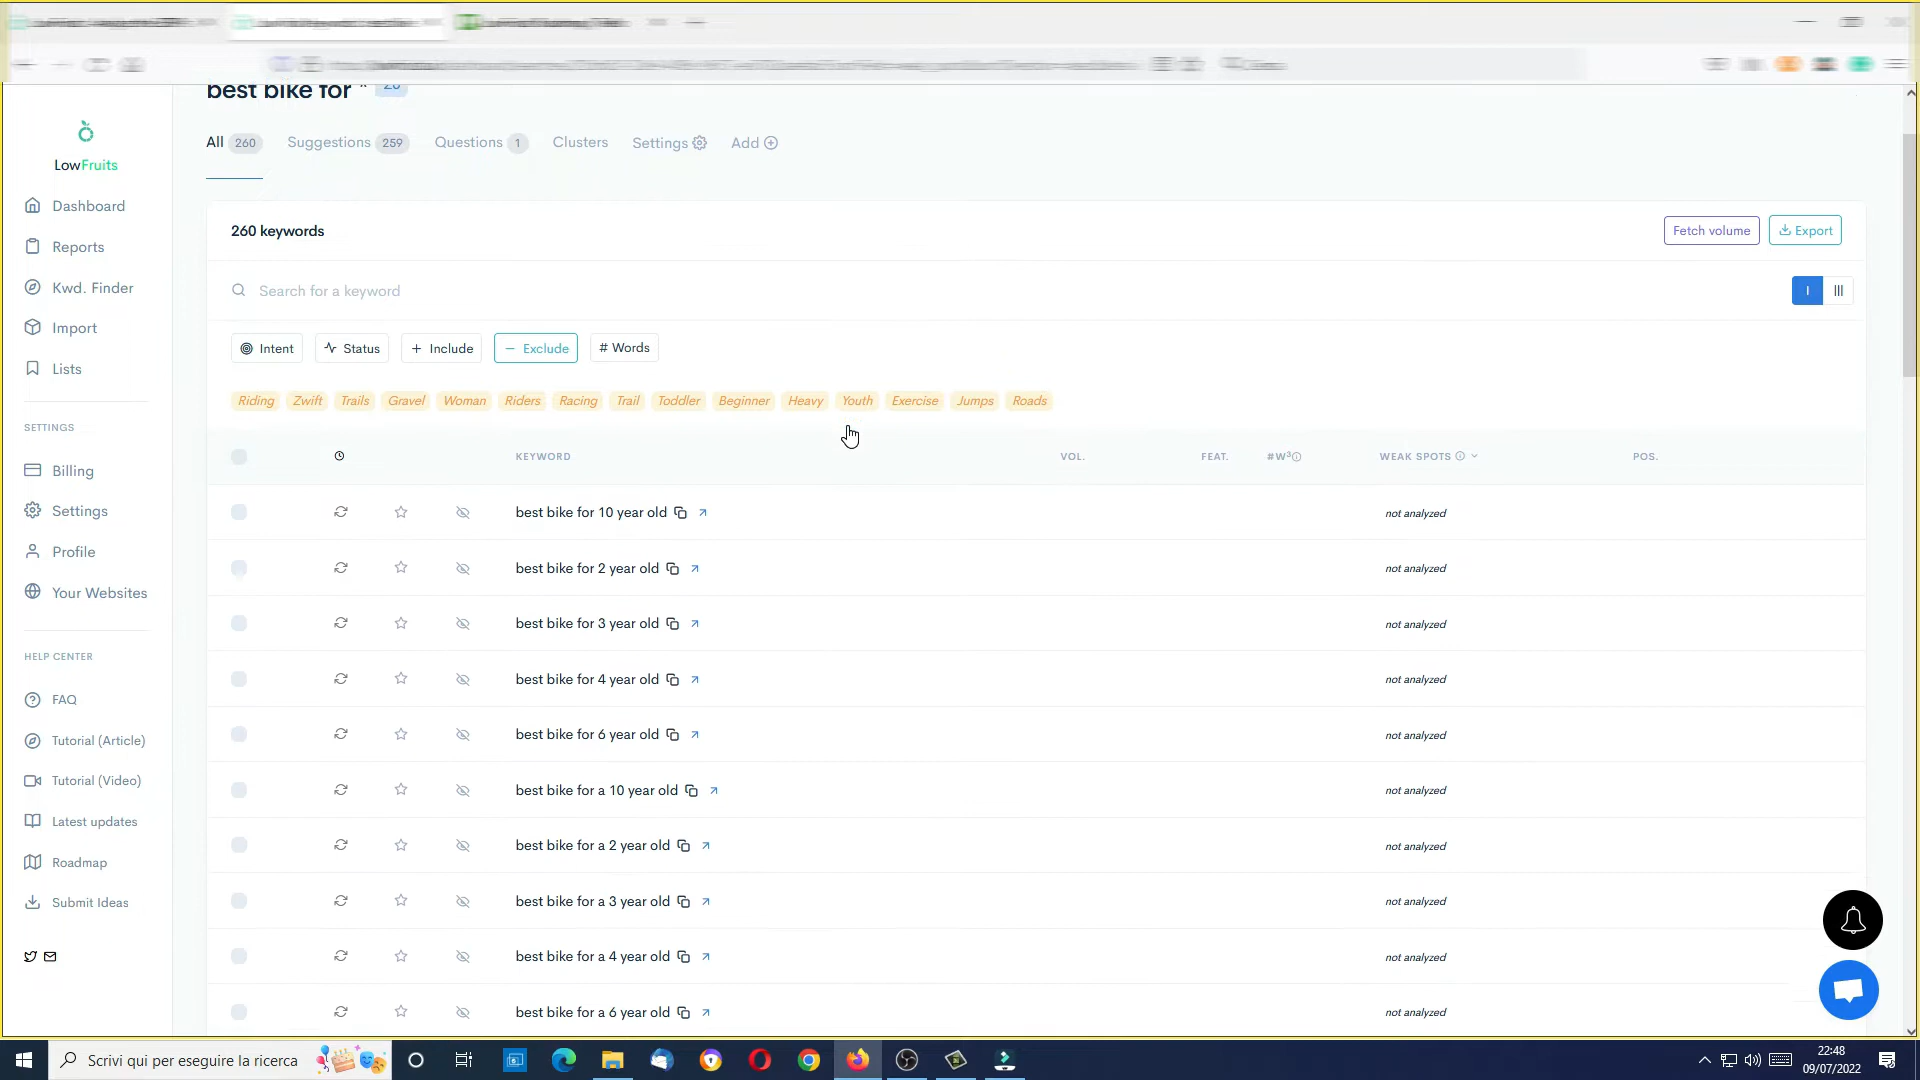 best bike for * 26
All 260 Suggestions 259 Questions 1 Clusters Settings Add
LowFruits
Dashboard
Reports
Kwd. Finder
Import
Lists
SETTINGS
Billing
Settings
Profile
Your Websites
HELP CENTER
FAQ
Tutorial (Article)
Tutorial (Video)
Latest updates
Roadmap
Submit Ideas
260 keywords
Fetch volume Export
Search for a keyword
Intent Status + Include − Exclude # Words
Riding Zwift Trails Gravel Woman Riders Racing Trail Toddler Beginner Heavy Youth Exercise Jumps Roads
KEYWORD VOL. FEAT. #W³ WEAK SPOTS POS.
best bike for 10 year old not analyzed
best bike for 2 year old not analyzed
best bike for 3 year old not analyzed
best bike for 4 year old not analyzed
best bike for 6 year old not analyzed
best bike for a 10 year old not analyzed
best bike for a 2 year old not analyzed
best bike for a 3 year old not analyzed
best bike for a 4 year old not analyzed
best bike for a 6 year old not analyzed
Scrivi qui per eseguire la ricerca
22:48
09/07/2022